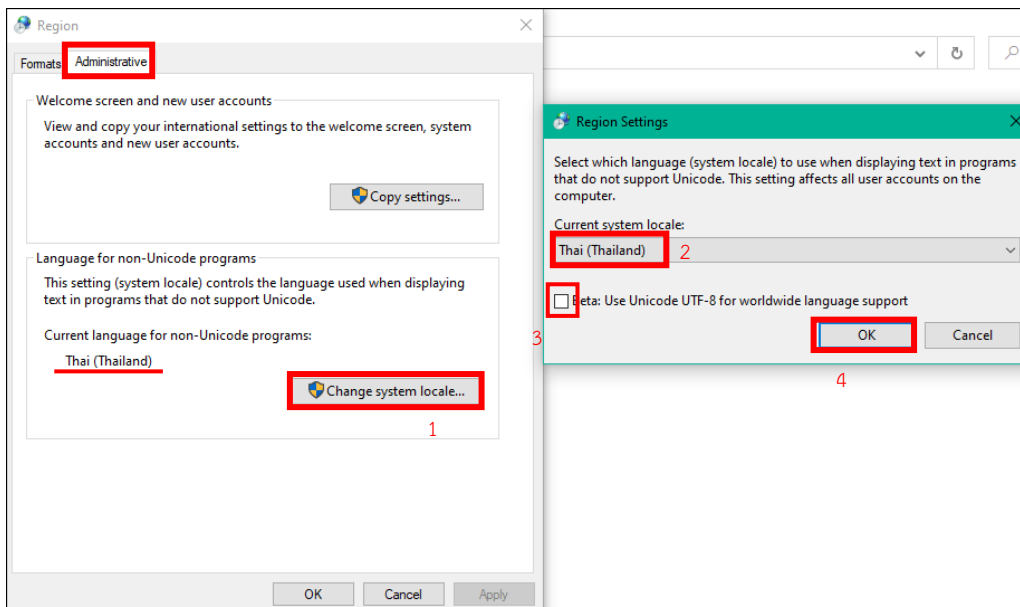 Region
Formats
Administrative
Welcome screen and new user accounts
View and copy your international settings to the welcome screen, system
accounts and new user accounts.
Copy settings...
Language for non-Unicode programs
This setting (system locale) controls the language used when displaying
text in programs that do not support Unicode.
Current language for non-Unicode programs:
Thai (Thailand)
Change system locale...
1
OK
Cancel
Apply
Region Settings
Select which language (system locale) to use when displaying text in programs
that do not support Unicode. This setting affects all user accounts on the
computer.
Current system locale:
Thai (Thailand)
2
3
Beta: Use Unicode UTF-8 for worldwide language support
OK
Cancel
4